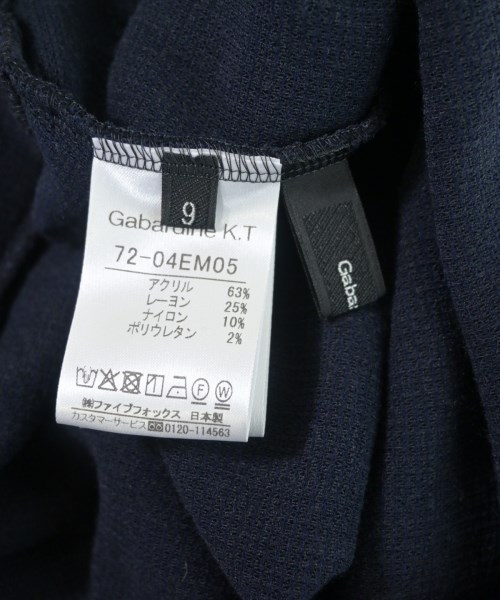 9
Gabardine K.T
72-04EM05
アクリル 63%
レーヨン 25%
ナイロン 10%
ポリウレタン 2%
F W
㈱ファイブフォックス 日本製
カスタマーサービス 0120-114563
Gabar